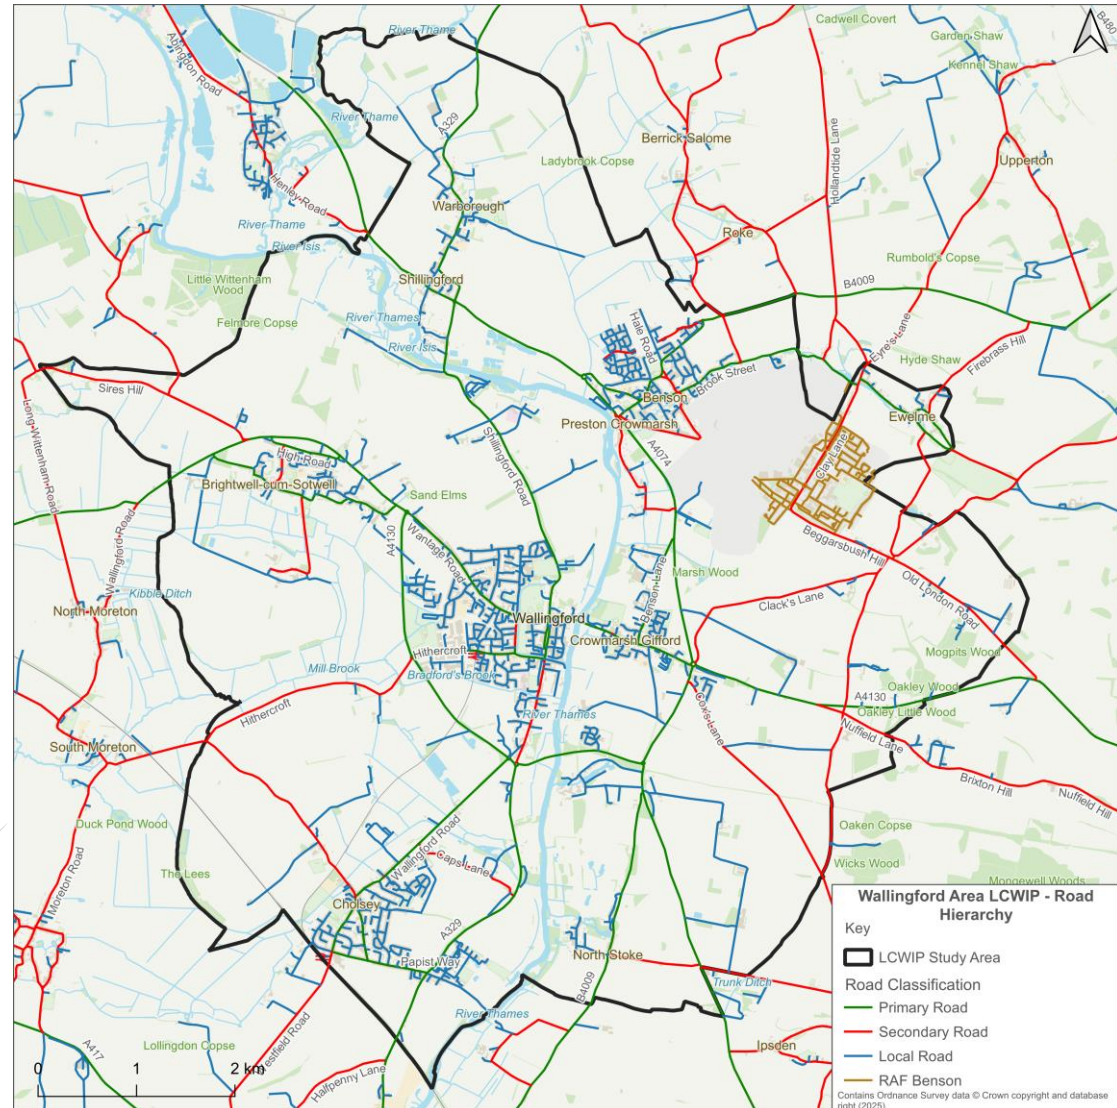 River Thame
Cadwell Covert
B480
Garden Shaw
Kennel Shaw
Abingdon Road
River Thame
A329
Berrick Salome
Ladybrook Copse
Hollandtide Lane
Upperton
Henley Road
Warborough
River Thame
River Isis
Roke
Rumbold's Copse
Shillingford
Little Wittenham
Wood
B4009
Felmore Copse
River Thames
Hale Road
Eyre's Lane
River Isis
Hyde Shaw
Firebrass Hill
Sires Hill
Brook Street
Benson
Ewelme
Long Wittenham Road
Preston Crowmarsh
Shillingford Road
A4074
Clay Lane
High Road
Brightwell-cum-Sotwell
Sand Elms
Wallingford Road
A4130
Wantage Road
Beggarsbush Hill
Marsh Wood
Old London Road
Benson Lane
Kibble Ditch
North Moreton
Clack's Lane
Wallingford
Crowmarsh Gifford
Hithercroft
Mogpits Wood
Mill Brook
Bradford's Brook
Oakley Wood
A4130
Oakley Little Wood
Cox's Lane
Hithercroft
River Thames
Nuffield Lane
South Moreton
Brixton Hill
Nuffield Hill
Duck Pond Wood
Oaken Copse
Wallingford Road
Caps Lane
Wicks Wood
The Lees
Mongewell Woods
Moreton Road
Cholsey
A329
Papist Way
North Stoke
Trunk Ditch
B4009
River Thames
A417
Lollingdon Copse
Westfield Road
Halfpenny Lane
Ipsden
0 1 2 km
Wallingford Area LCWIP - Road
Hierarchy
Key
LCWIP Study Area
Road Classification
Primary Road
Secondary Road
Local Road
RAF Benson
Contains Ordnance Survey data © Crown copyright and database
right (2025)